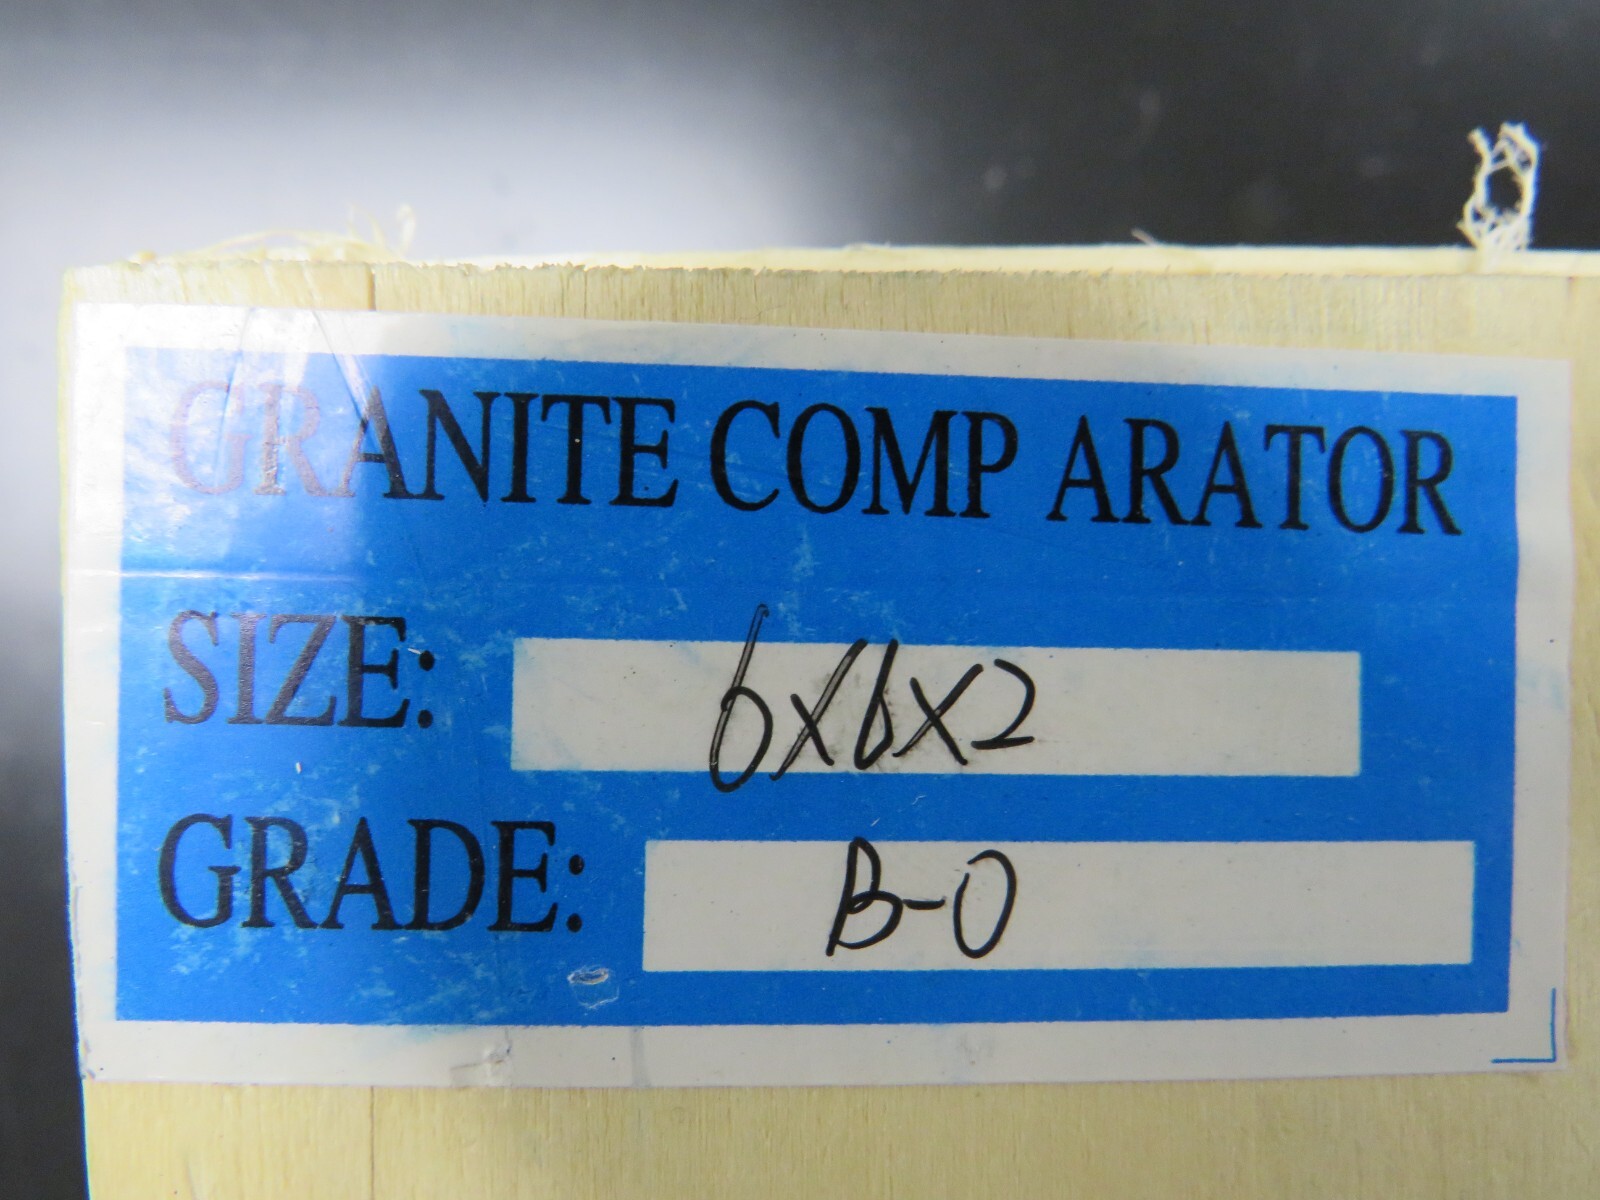 GRANITE COMP ARATOR
SIZE: 6x6x2
GRADE: B-0